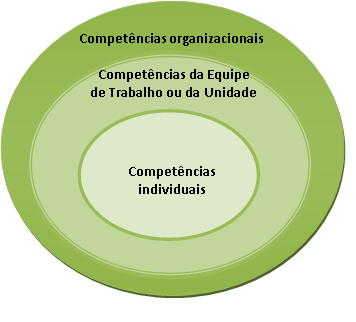 Competências organizacionais
Competências da Equipe
de Trabalho ou da Unidade
Competências
individuais